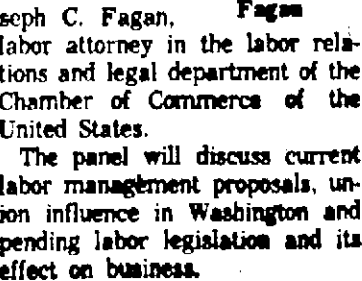 seph C. Fagan, Fagan
labor attorney in the labor rela-
tions and legal department of the
Chamber of Commerce of the
United States.
The panel will discuss current
labor management proposals, un-
ion influence in Washington and
pending labor legislation and its
effect on business.